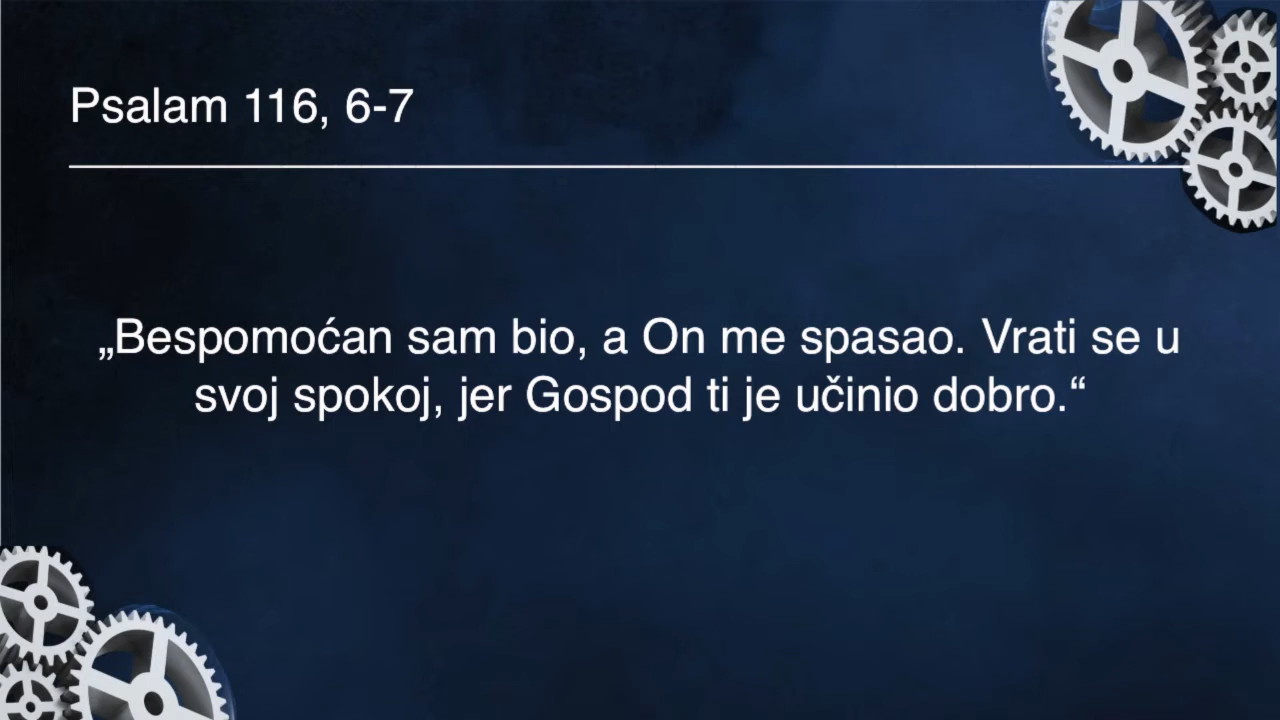 Psalam 116, 6-7
„Bespomoćan sam bio, a On me spasao. Vrati se u
svoj spokoj, jer Gospod ti je učinio dobro.“